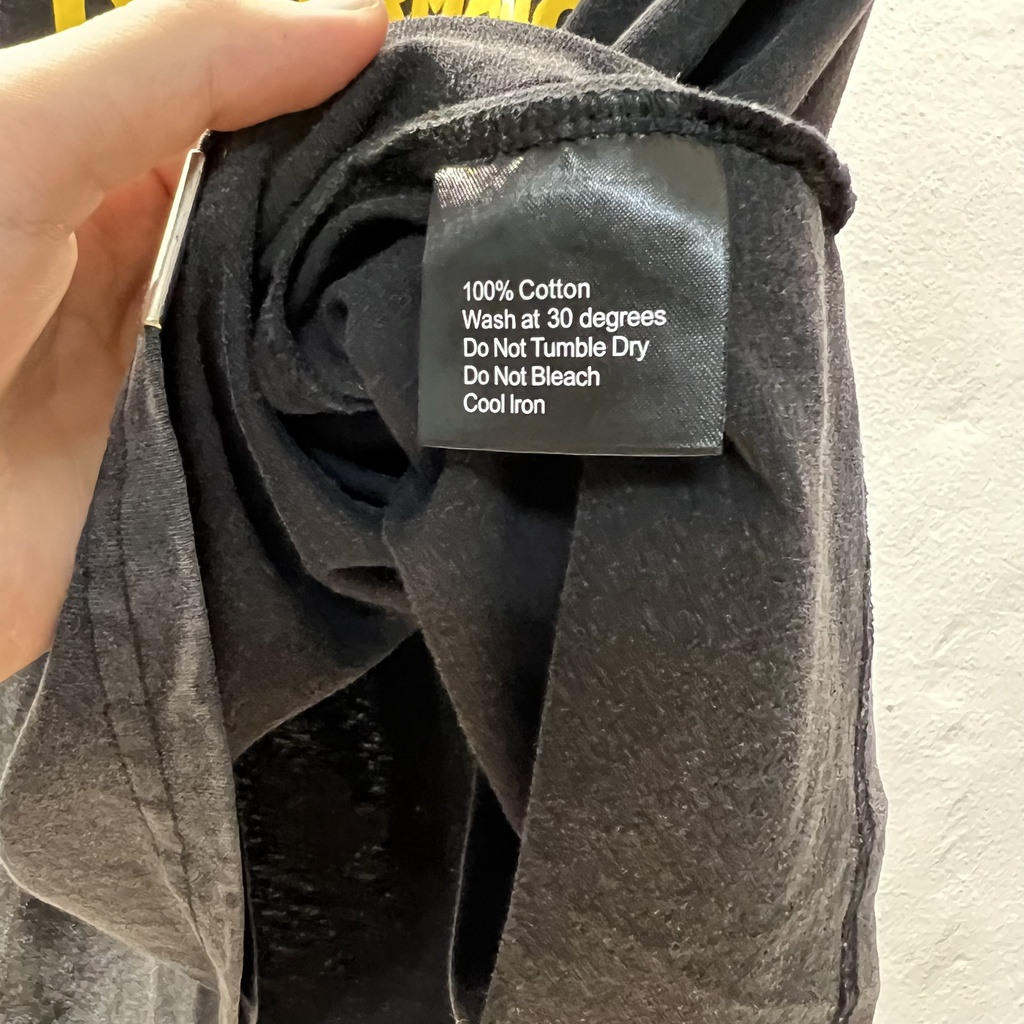 100% Cotton
Wash at 30 degrees
Do Not Tumble Dry
Do Not Bleach
Cool Iron